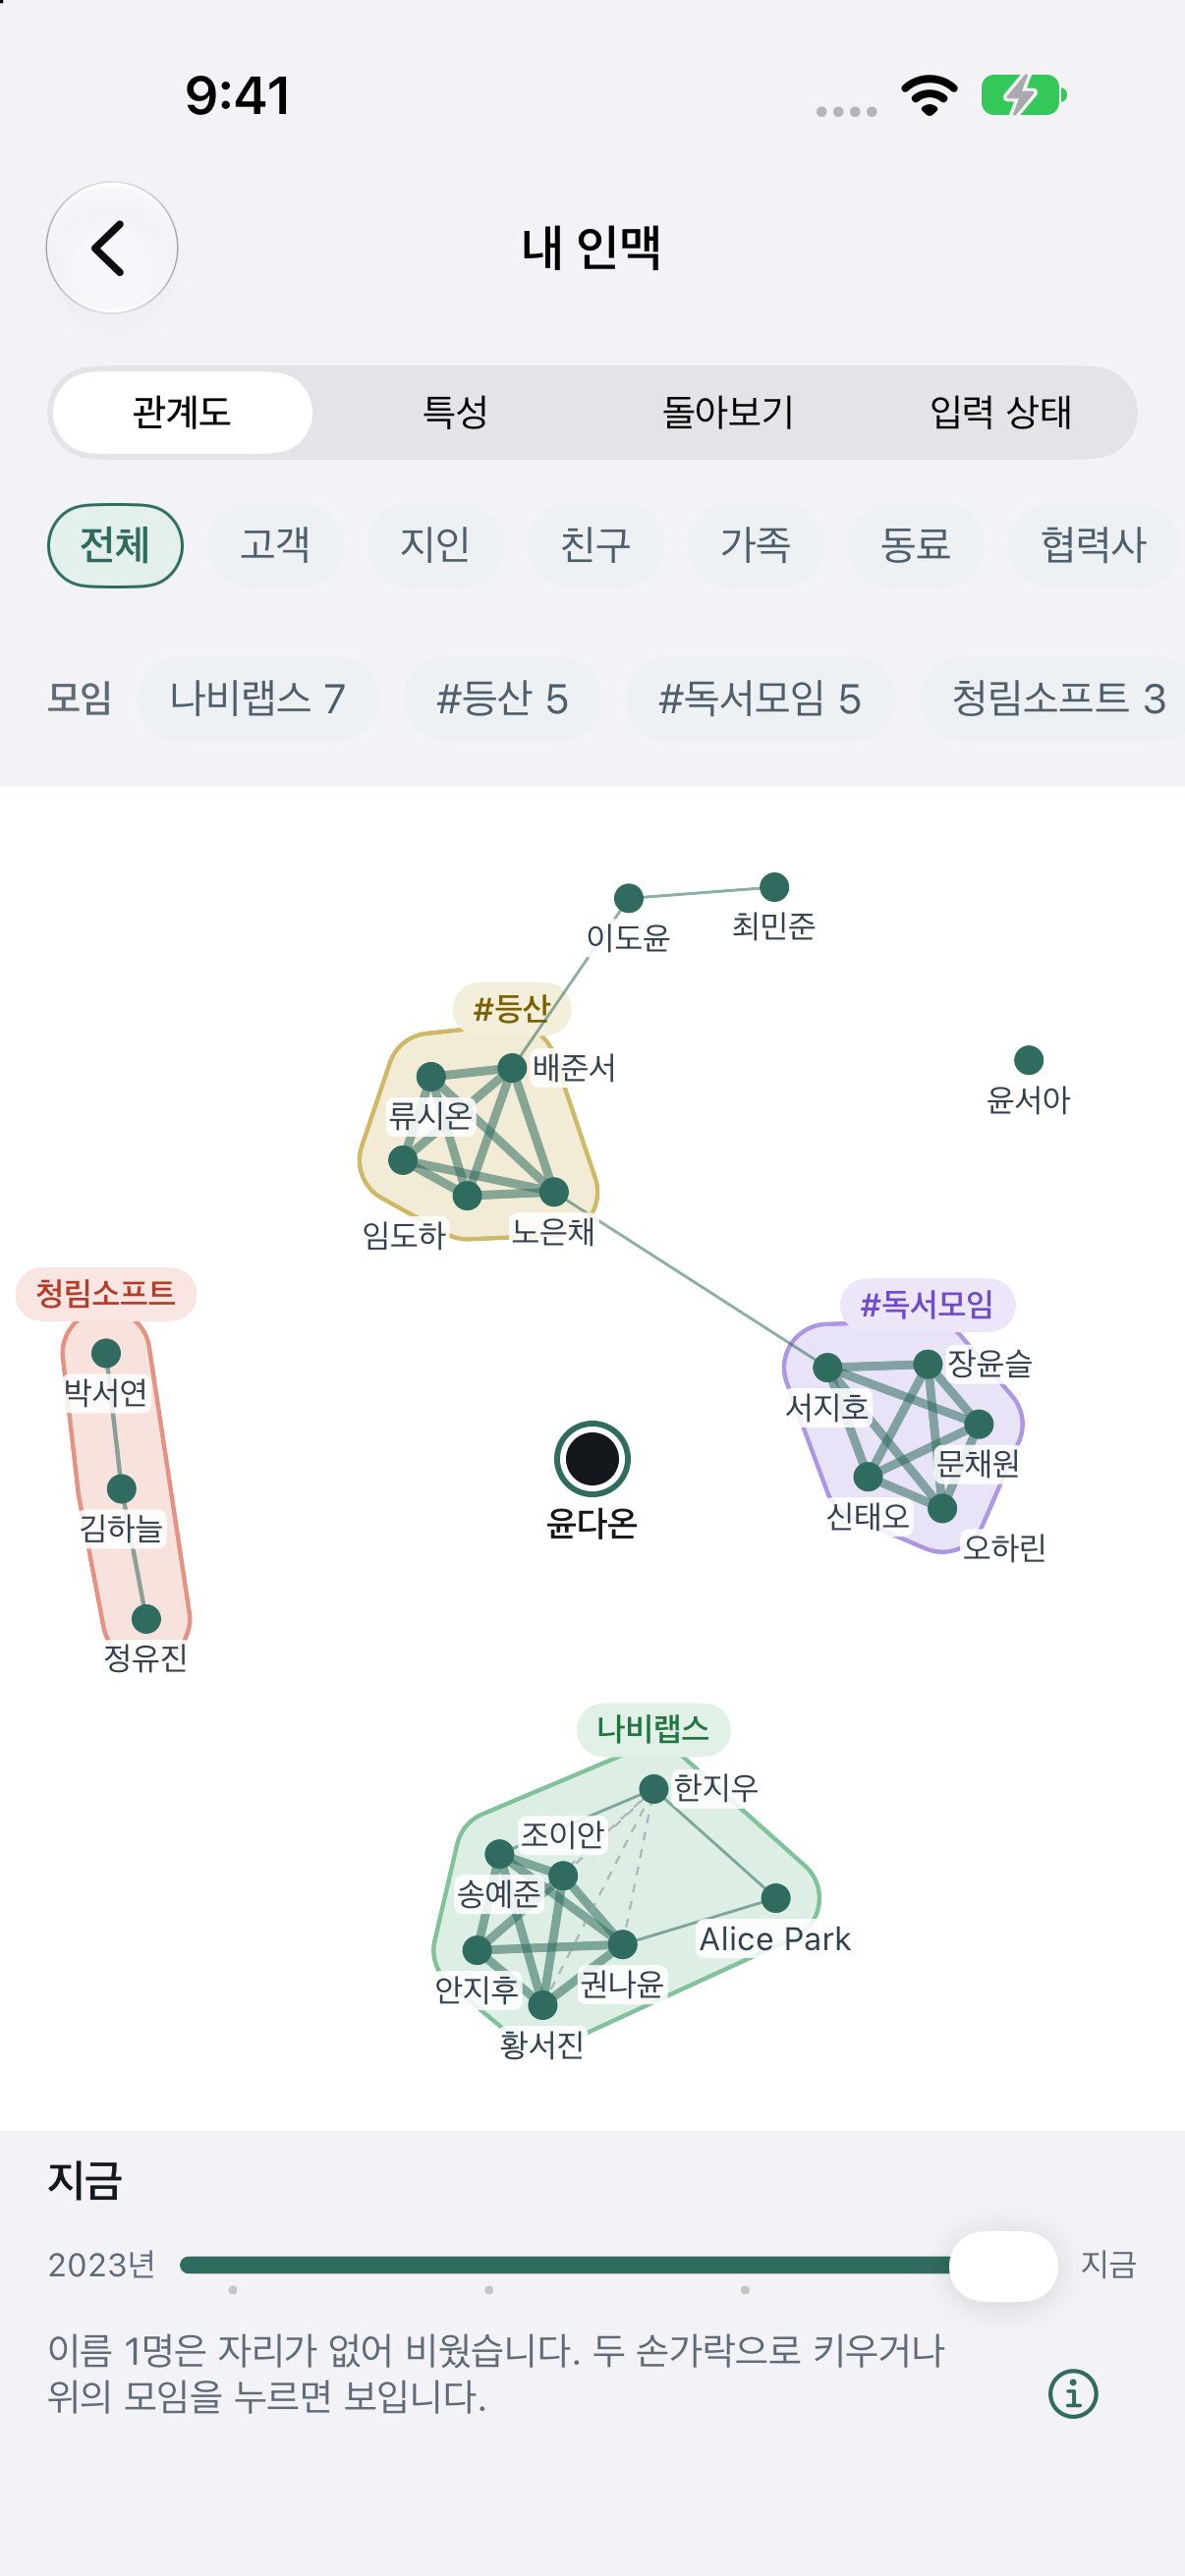 9:41
내 인맥
관계도 특성 돌아보기 입력 상태
전체 고객 지인 친구 가족 동료 협력사
모임 나비랩스 7 #등산 5 #독서모임 5 청림소프트 3
최민준
이도윤
#등산
배준서
윤서아
류시온
임도하
노은채
청림소프트
#독서모임
박서연
장윤슬
서지호
문채원
신태오
김하늘
윤다온
오하린
정유진
나비랩스
한지우
조이안
송예준
Alice Park
안지후
권나윤
황서진
지금
2023년 지금
이름 1명은 자리가 없어 비웠습니다. 두 손가락으로 키우거나
위의 모임을 누르면 보입니다.